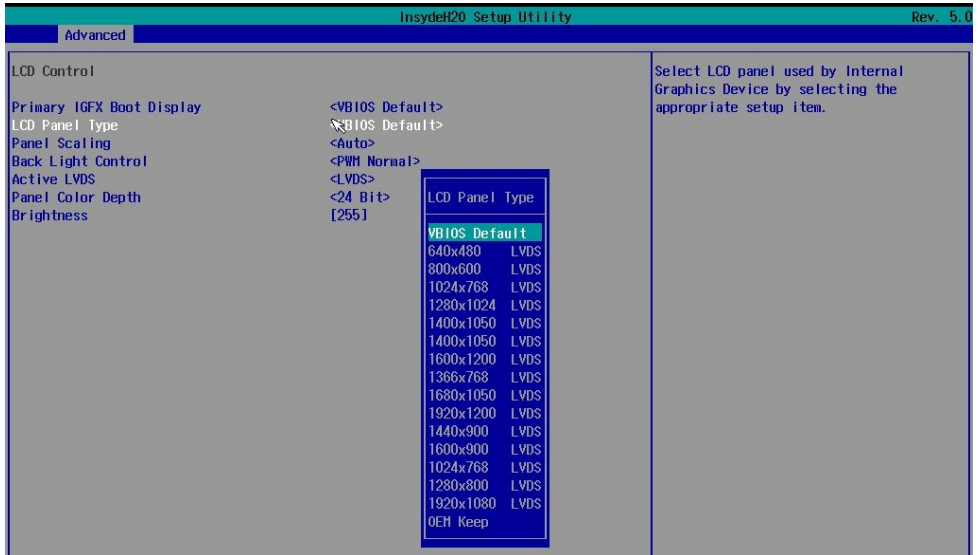 InsydeH20 Setup Utility Rev. 5.0
Advanced
LCD Control
Primary IGFX Boot Display <VBIOS Default>
LCD Panel Type <VBIOS Default>
Panel Scaling <Auto>
Back Light Control <PWM Normal>
Active LVDS <LVDS>
Panel Color Depth <24 Bit>
Brightness [255]
LCD Panel Type
VBIOS Default
640x480 LVDS
800x600 LVDS
1024x768 LVDS
1280x1024 LVDS
1400x1050 LVDS
1400x1050 LVDS
1600x1200 LVDS
1366x768 LVDS
1680x1050 LVDS
1920x1200 LVDS
1440x900 LVDS
1600x900 LVDS
1024x768 LVDS
1280x800 LVDS
1920x1080 LVDS
OEM Keep
Select LCD panel used by Internal
Graphics Device by selecting the
appropriate setup item.